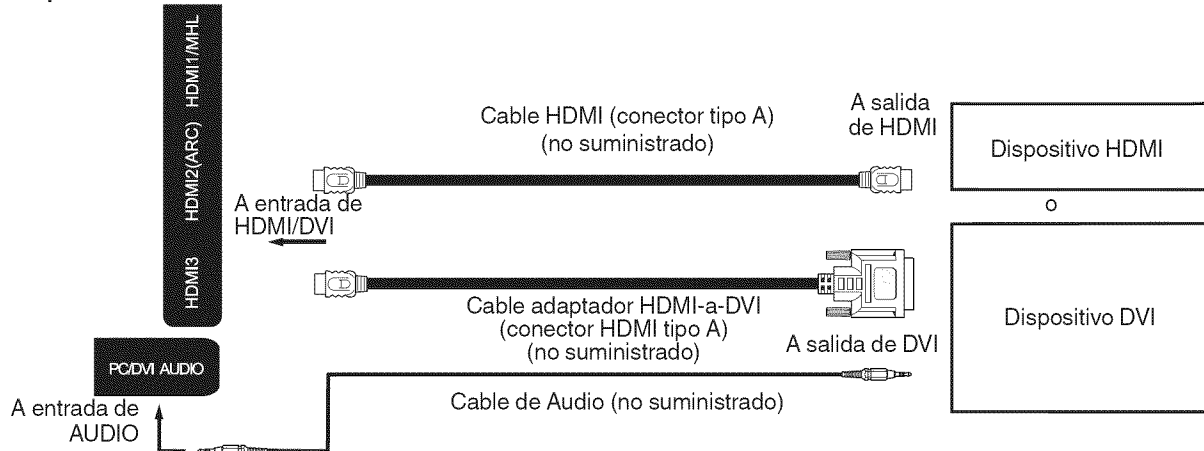 HDMI1/MHL
HDMI2(ARC)
HDMI3
Cable HDMI (conector tipo A)
(no suministrado)
A salida
de HDMI
Dispositivo HDMI
o
A entrada de
HDMI/DVI
Cable adaptador HDMI-a-DVI
(conector HDMI tipo A)
(no suministrado)
A salida de DVI
Dispositivo DVI
PC/DVI AUDIO
Cable de Audio (no suministrado)
A entrada de
AUDIO